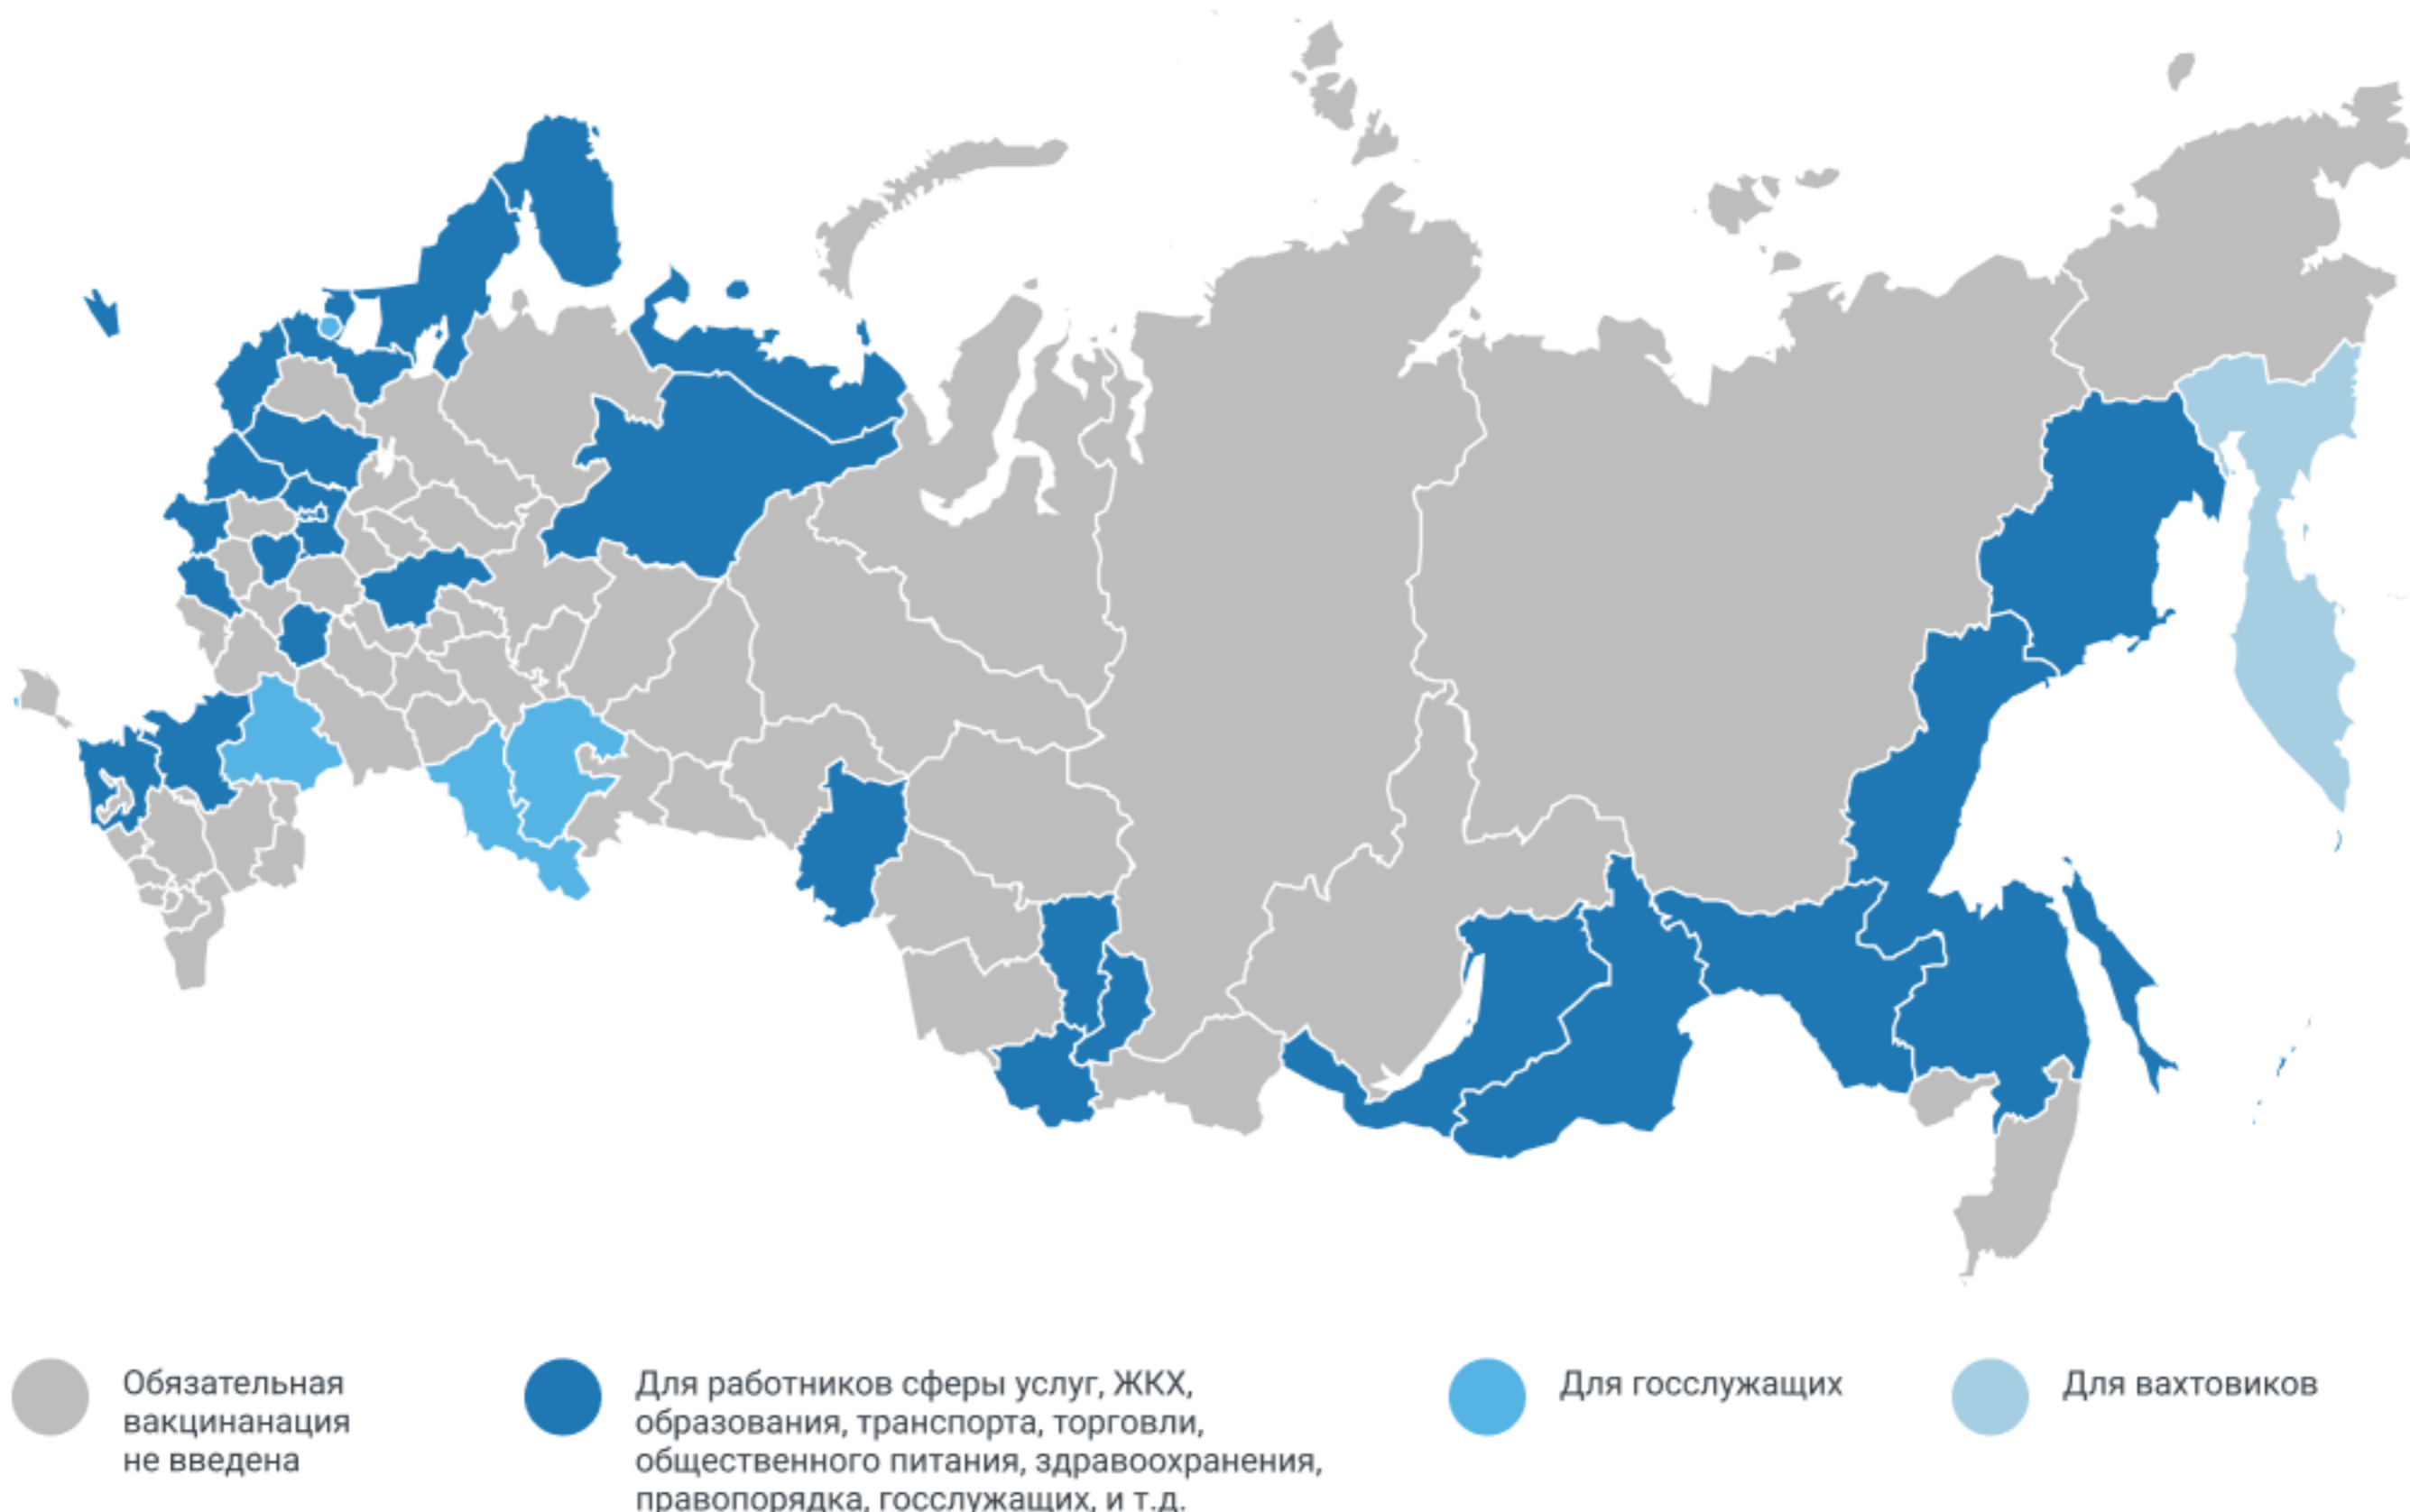 Обязательная
вакцинанация
не введена
Для работников сферы услуг, ЖКХ,
образования, транспорта, торговли,
общественного питания, здравоохранения,
правопорядка, госслужащих, и т.д.
Для госслужащих
Для вахтовиков